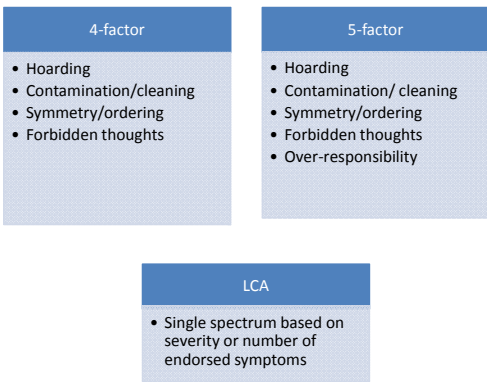 4-factor
• Hoarding
• Contamination/cleaning
• Symmetry/ordering
• Forbidden thoughts
5-factor
• Hoarding
• Contamination/ cleaning
• Symmetry/ordering
• Forbidden thoughts
• Over-responsibility
LCA
• Single spectrum based on
severity or number of
endorsed symptoms